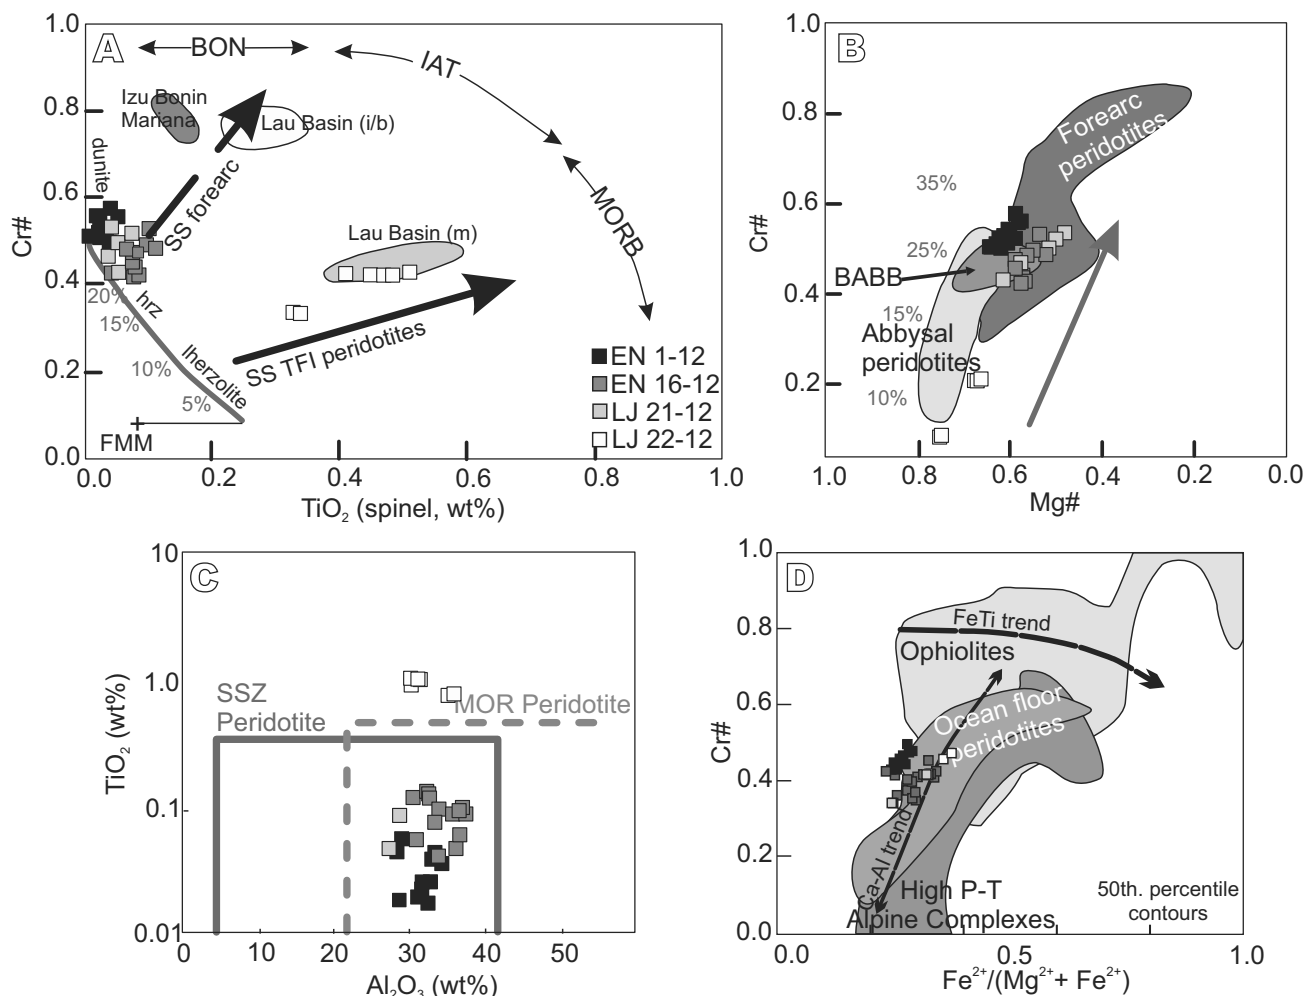 A
1.0
0.8
0.6
0.4
0.2
0.0
Cr#
BON
IAT
MORB
Izu Bonin
Mariana
Lau Basin (i/b)
dunite
SS forearc
Lau Basin (m)
20%
hrz
15%
lherzolite
10%
5%
SS TFI peridotites
FMM
EN 1-12
EN 16-12
LJ 21-12
LJ 22-12
0.0
0.2
0.4
0.6
0.8
1.0
TiO2 (spinel, wt%)
B
1.0
0.8
0.6
0.4
0.2
Cr#
Forearc
peridotites
35%
25%
BABB
15%
Abbysal
peridotites
10%
1.0
0.8
0.6
0.4
0.2
0.0
Mg#
C
10
1.0
0.1
0.01
TiO2 (wt%)
SSZ
Peridotite
MOR Peridotite
0
10
20
30
40
50
Al2O3 (wt%)
D
1.0
0.8
0.6
0.4
0.2
0.0
Cr#
FeTi trend
Ophiolites
Ocean floor
peridotites
Ca-Al trend
High P-T
Alpine Complexes
50th. percentile
contours
0.0
0.5
1.0
Fe2+/(Mg2++ Fe2+)